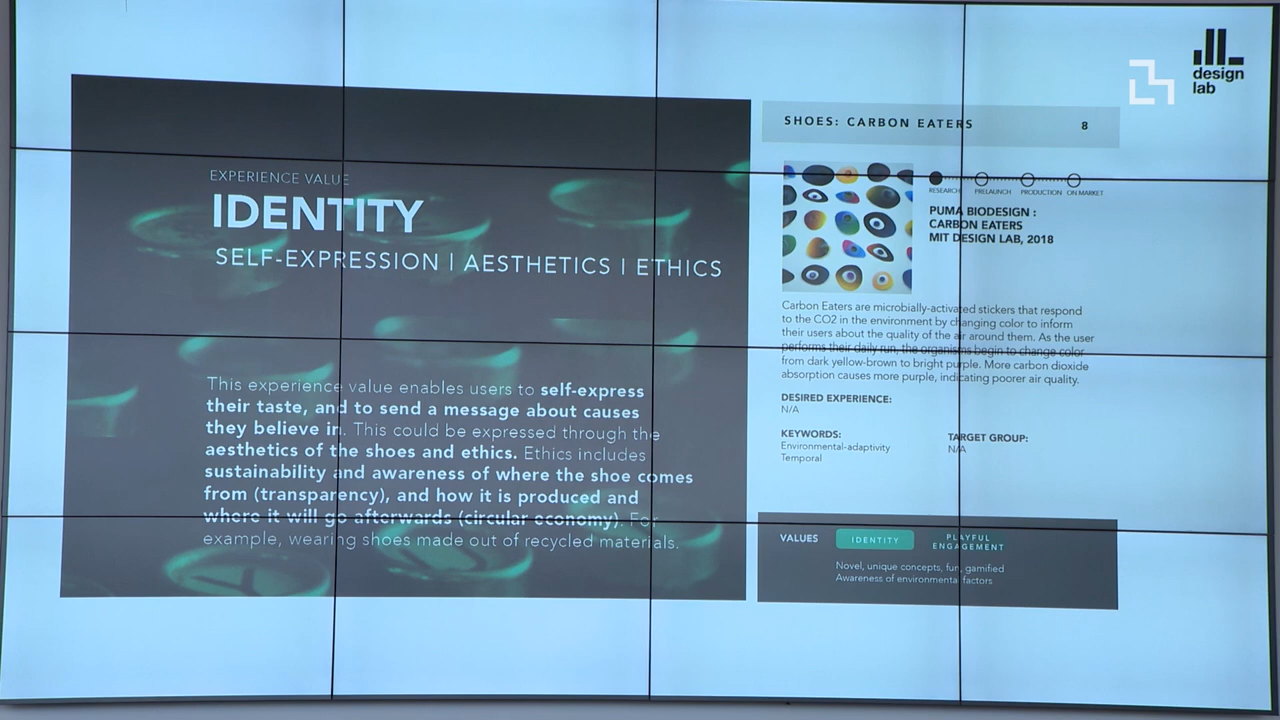 design
lab
EXPERIENCE VALUE
IDENTITY
SELF-EXPRESSION | AESTHETICS | ETHICS
This experience value enables users to self-express
their taste, and to send a message about causes
they believe in. This could be expressed through the
aesthetics of the shoes and ethics. Ethics includes
sustainability and awareness of where the shoe comes
from (transparency), and how it is produced and
where it will go afterwards (circular economy). For
example, wearing shoes made out of recycled materials.
SHOES: CARBON EATERS 8
RESEARCH PRELAUNCH PRODUCTION ON MARKET
PUMA BIODESIGN :
CARBON EATERS
MIT DESIGN LAB, 2018
Carbon Eaters are microbially-activated stickers that respond
to the CO2 in the environment by changing color to inform
their users about the quality of the air around them. As the user
performs their daily run, the organisms begin to change color
from dark yellow-brown to bright purple. More carbon dioxide
absorption causes more purple, indicating poorer air quality.
DESIRED EXPERIENCE:
N/A
KEYWORDS:
Environmental-adaptivity
Temporal
TARGET GROUP:
N/A
VALUES IDENTITY PLAYFUL
ENGAGEMENT
Novel, unique concepts, fun, gamified
Awareness of environmental factors